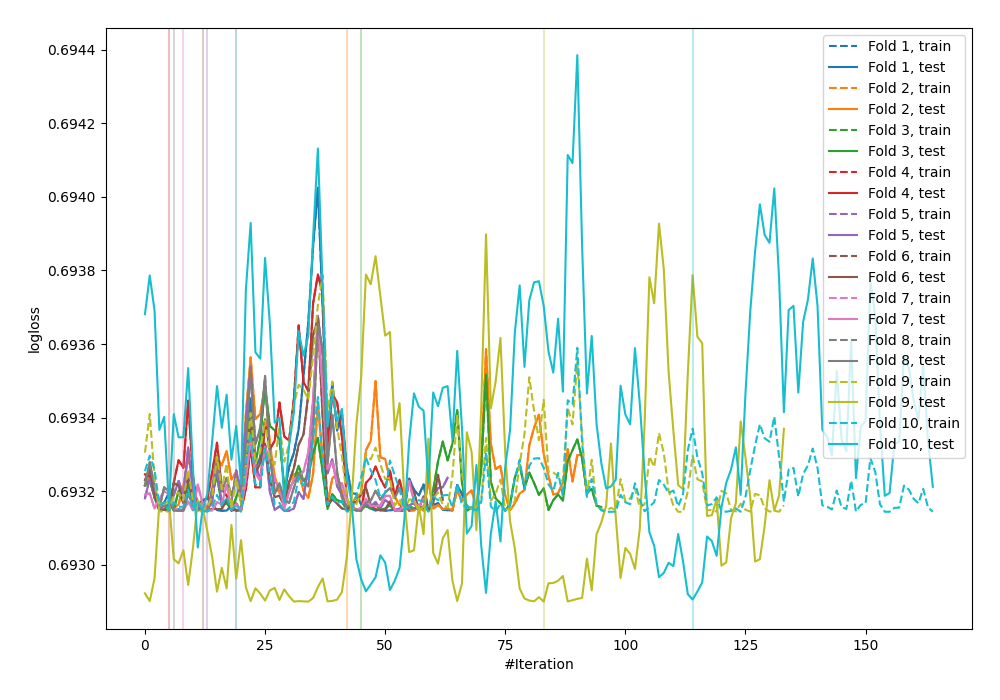 0.6944
0.6942
0.6940
0.6938
0.6936
0.6934
0.6932
0.6930
logloss
0
25
50
75
100
125
150
#Iteration
Fold 1, train
Fold 1, test
Fold 2, train
Fold 2, test
Fold 3, train
Fold 3, test
Fold 4, train
Fold 4, test
Fold 5, train
Fold 5, test
Fold 6, train
Fold 6, test
Fold 7, train
Fold 7, test
Fold 8, train
Fold 8, test
Fold 9, train
Fold 9, test
Fold 10, train
Fold 10, test